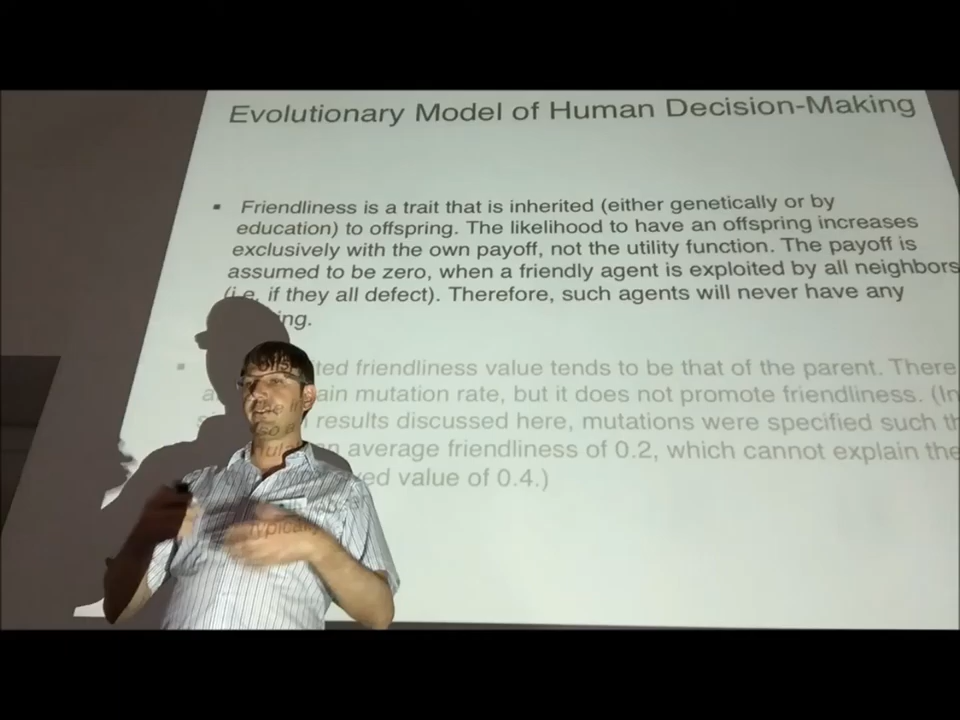 Evolutionary Model of Human Decision-Making
▪ Friendliness is a trait that is inherited (either genetically or by
education) to offspring. The likelihood to have an offspring increases
exclusively with the own payoff, not the utility function. The payoff is
assumed to be zero, when a friendly agent is exploited by all neighbors
(i.e. if they all defect). Therefore, such agents will never have any
ing.
▪ friendliness value tends to be that of the parent. There
mutation rate, but it does not promote friendliness. (In
results discussed here, mutations were specified such th
average friendliness of 0.2, which cannot explain the
value of 0.4.)
typically